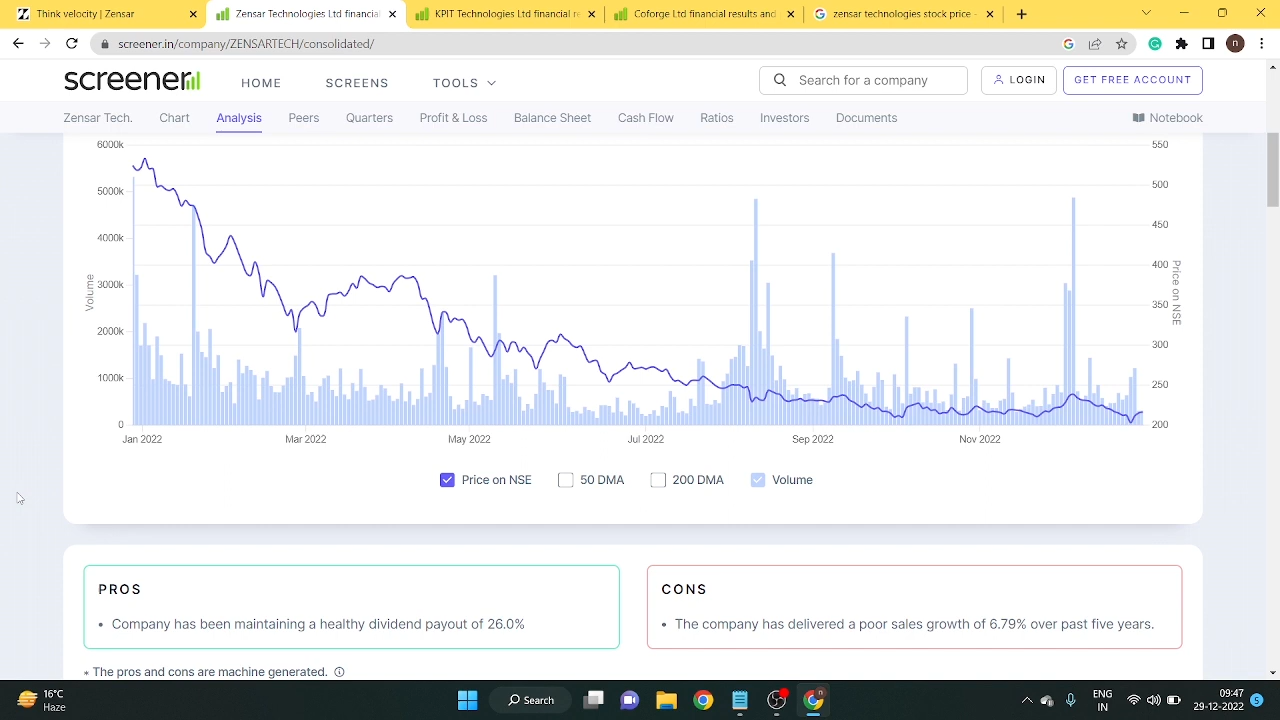 Think velocity | Zensar Technologies Ltd financial KPIT Technologies Ltd financial re Coforge Ltd financial results and zensar technologies stock price -
screener.in/company/ZENSARTECH/consolidated/ n
screener HOME SCREENS TOOLS Search for a company LOGIN GET FREE ACCOUNT
Zensar Tech. Chart Analysis Peers Quarters Profit & Loss Balance Sheet Cash Flow Ratios Investors Documents Notebook
6000k 550
5000k 500
450
4000k
400
3000k
350
2000k
300
1000k
250
0 200
Volume
Price on NSE
Jan 2022 Mar 2022 May 2022 Jul 2022 Sep 2022 Nov 2022
Price on NSE 50 DMA 200 DMA Volume
PROS
• Company has been maintaining a healthy dividend payout of 26.0%
CONS
• The company has delivered a poor sales growth of 6.79% over past five years.
* The pros and cons are machine generated.
16°C
Haze
Search
ENG
IN
09:47
29-12-2022
5